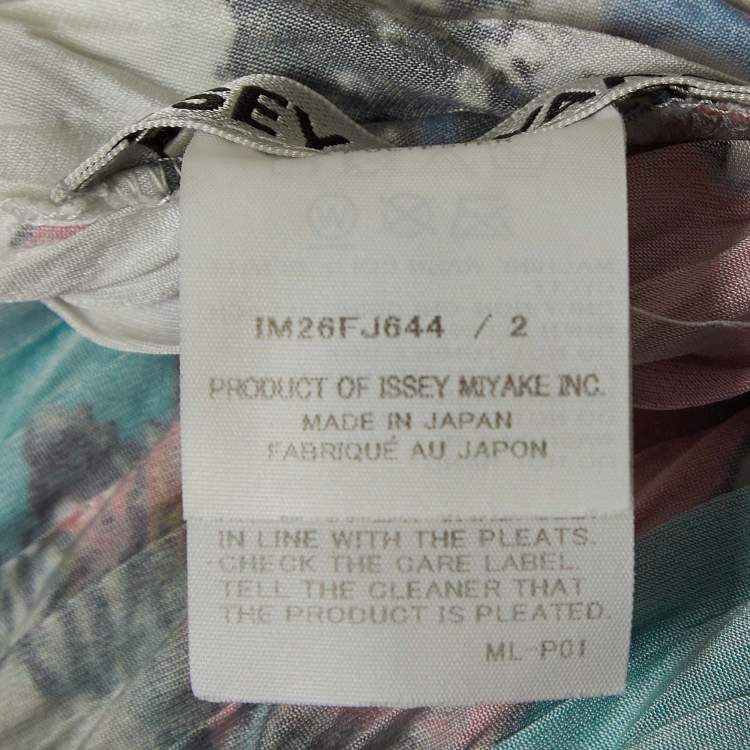 SSEY
W
IM26FJ644 / 2
PRODUCT OF ISSEY MIYAKE INC.
MADE IN JAPAN
FABRIQUÉ AU JAPON
IN LINE WITH THE PLEATS.
·CHECK THE CARE LABEL.
TELL THE CLEANER THAT
THE PRODUCT IS PLEATED.
ML-P01